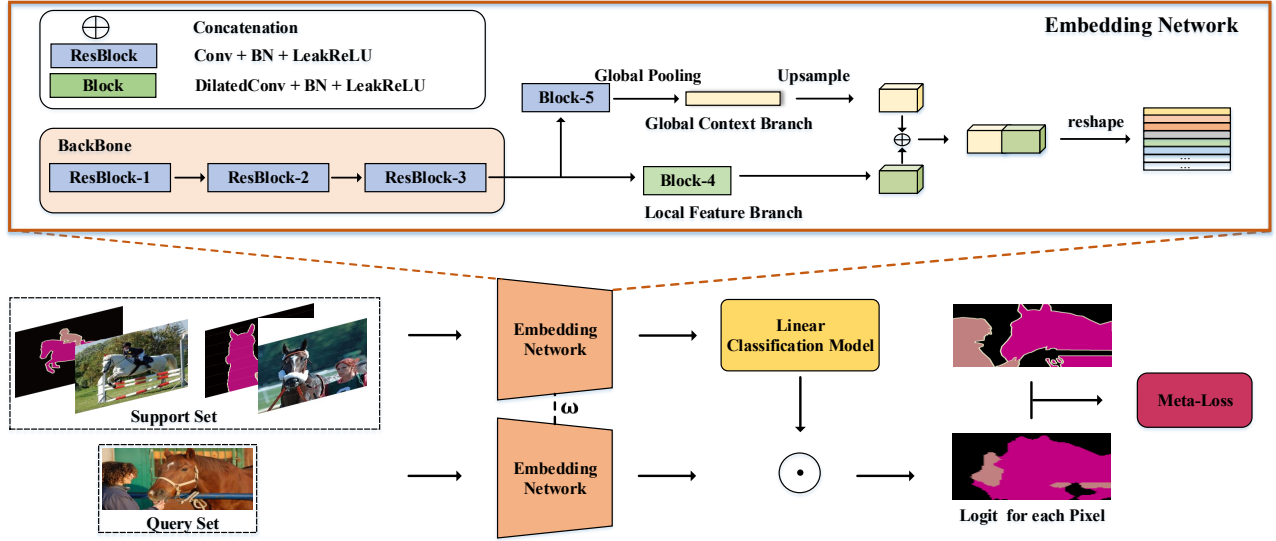 Embedding Network
Concatenation
ResBlock
Conv + BN + LeakReLU
Block
DilatedConv + BN + LeakReLU
BackBone
ResBlock-1
ResBlock-2
ResBlock-3
Block-5
Global Pooling
Upsample
Global Context Branch
Block-4
Local Feature Branch
reshape
...
...
Support Set
Query Set
Embedding
Network
ω
Embedding
Network
Linear
Classification Model
Meta-Loss
Logit for each Pixel